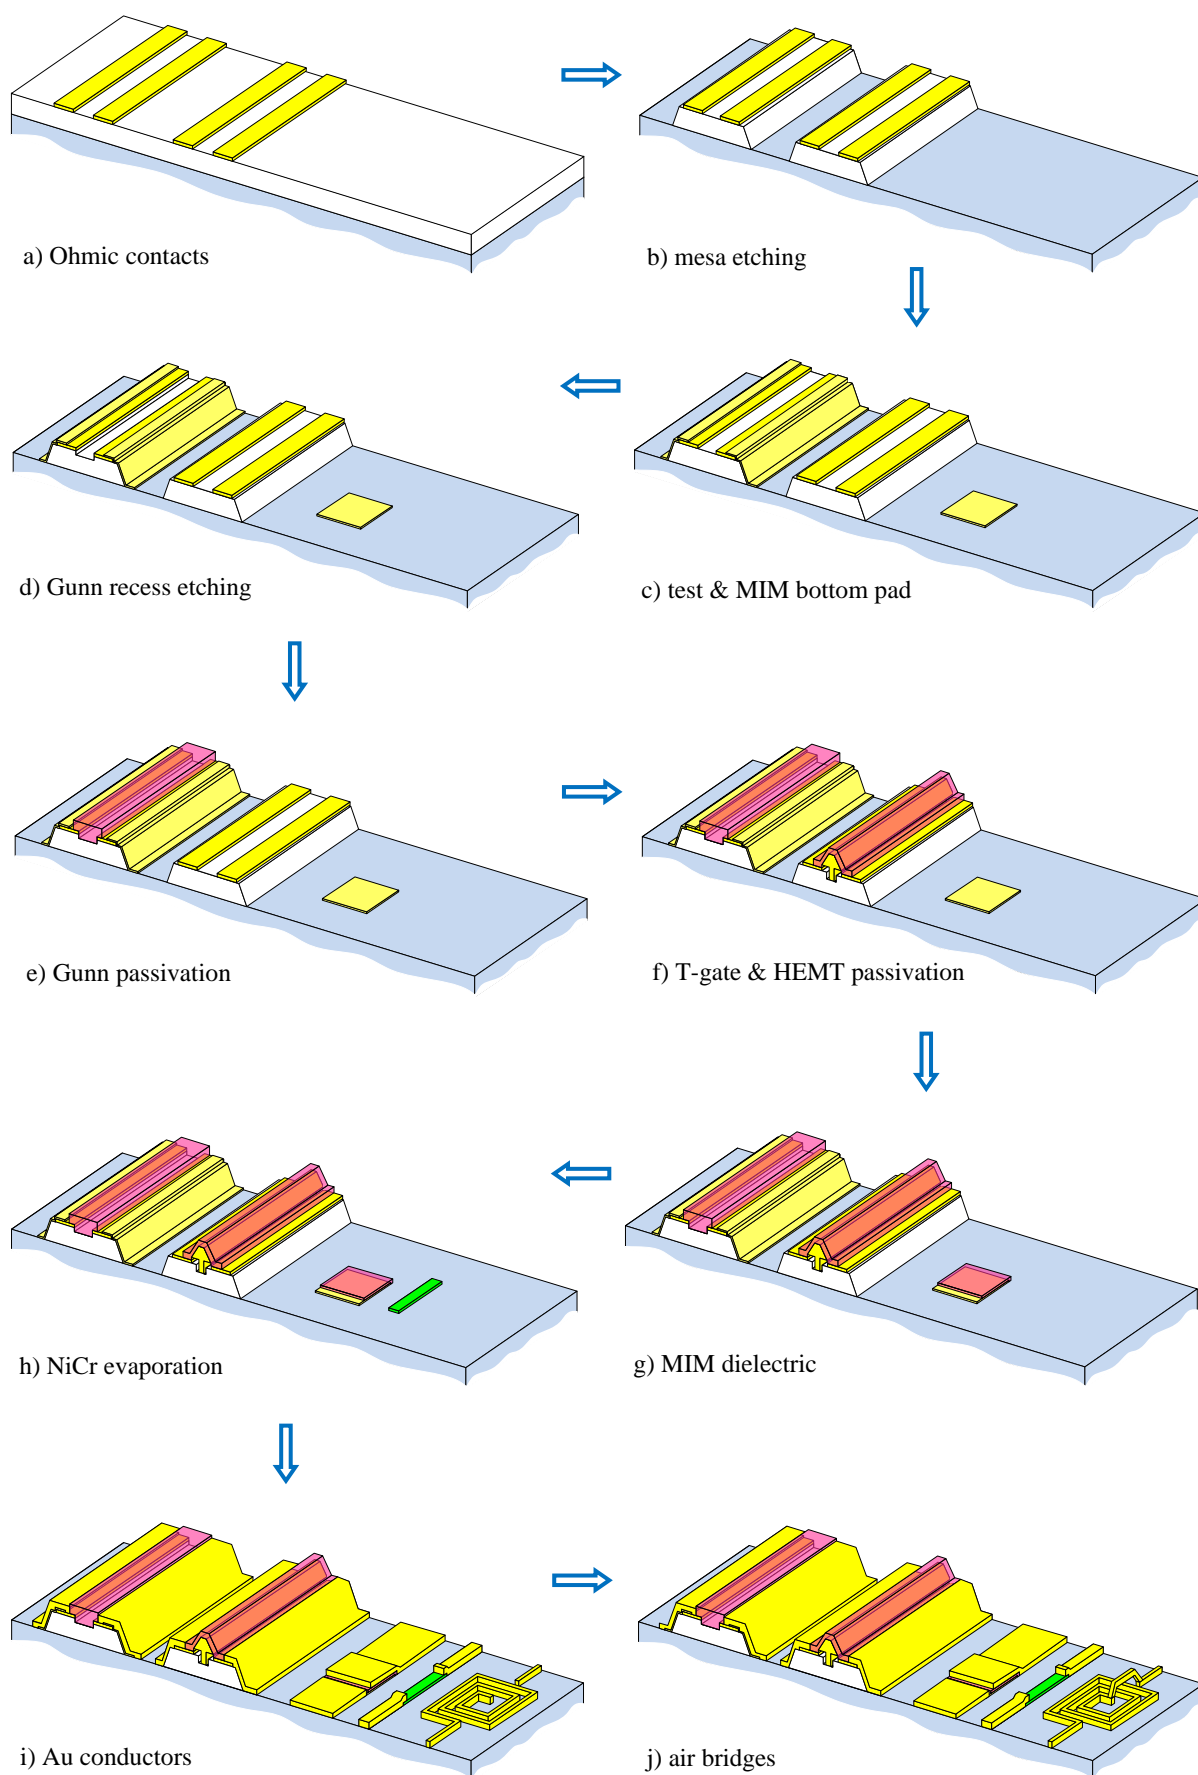 a) Ohmic contacts
b) mesa etching
c) test & MIM bottom pad
d) Gunn recess etching
e) Gunn passivation
f) T-gate & HEMT passivation
g) MIM dielectric
h) NiCr evaporation
i) Au conductors
j) air bridges